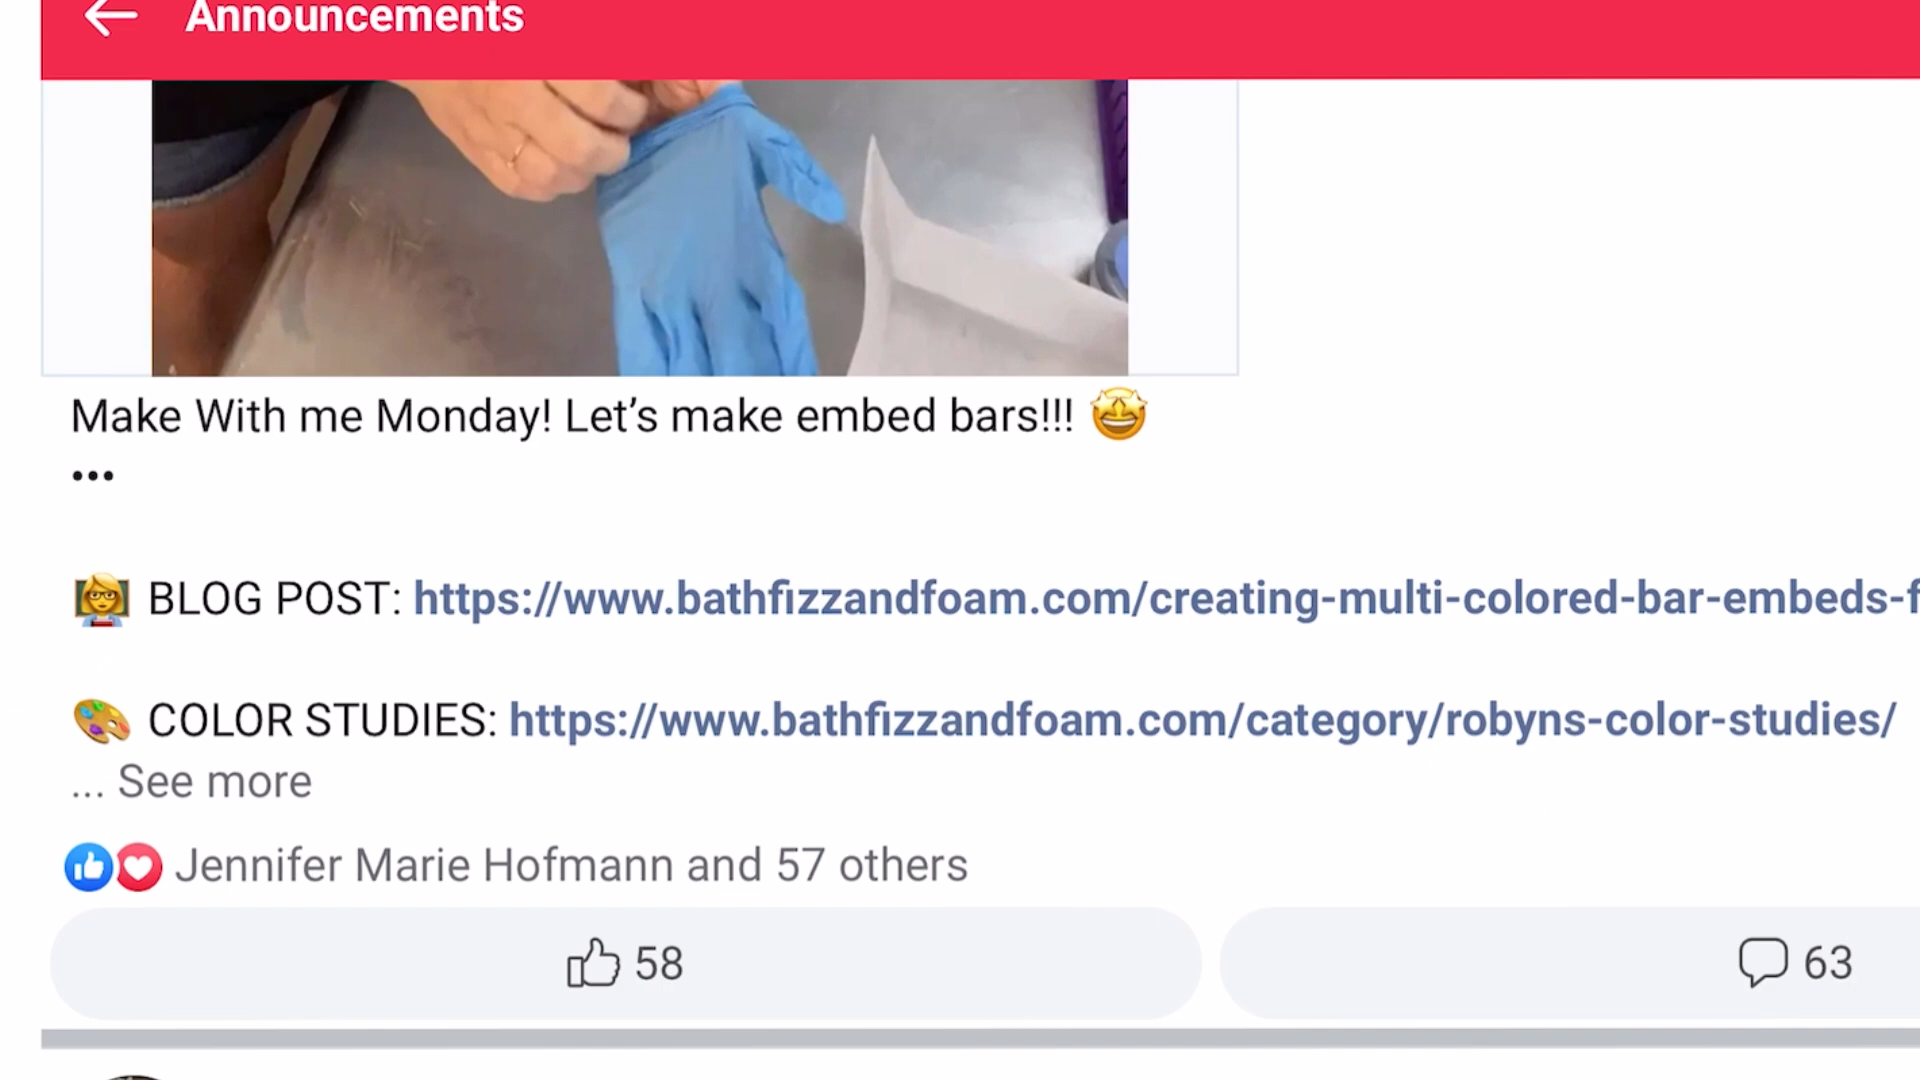 Announcements
Make With me Monday! Let's make embed bars!!! 🤩
•••
👩‍🏫 BLOG POST: https://www.bathfizzandfoam.com/creating-multi-colored-bar-embeds-f
🎨 COLOR STUDIES: https://www.bathfizzandfoam.com/category/robyns-color-studies/
... See more
Jennifer Marie Hofmann and 57 others
58
63